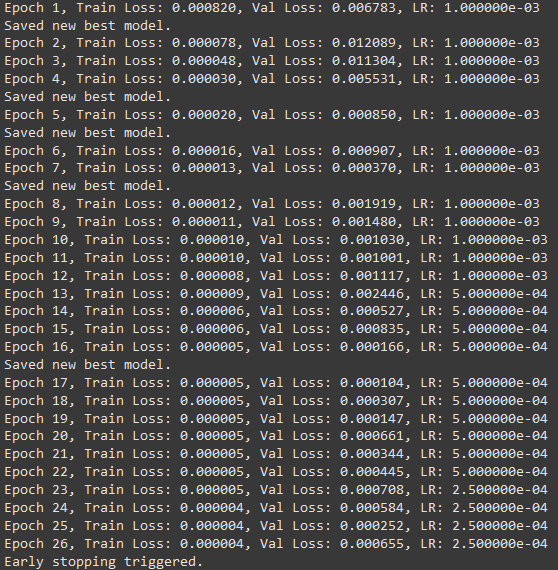 Epoch 1, Train Loss: 0.000820, Val Loss: 0.006783, LR: 1.000000e-03
Saved new best model.
Epoch 2, Train Loss: 0.000078, Val Loss: 0.012089, LR: 1.000000e-03
Epoch 3, Train Loss: 0.000048, Val Loss: 0.011304, LR: 1.000000e-03
Epoch 4, Train Loss: 0.000030, Val Loss: 0.005531, LR: 1.000000e-03
Saved new best model.
Epoch 5, Train Loss: 0.000020, Val Loss: 0.000850, LR: 1.000000e-03
Saved new best model.
Epoch 6, Train Loss: 0.000016, Val Loss: 0.000907, LR: 1.000000e-03
Epoch 7, Train Loss: 0.000013, Val Loss: 0.000370, LR: 1.000000e-03
Saved new best model.
Epoch 8, Train Loss: 0.000012, Val Loss: 0.001919, LR: 1.000000e-03
Epoch 9, Train Loss: 0.000011, Val Loss: 0.001480, LR: 1.000000e-03
Epoch 10, Train Loss: 0.000010, Val Loss: 0.001030, LR: 1.000000e-03
Epoch 11, Train Loss: 0.000010, Val Loss: 0.001001, LR: 1.000000e-03
Epoch 12, Train Loss: 0.000008, Val Loss: 0.001117, LR: 1.000000e-03
Epoch 13, Train Loss: 0.000009, Val Loss: 0.002446, LR: 5.000000e-04
Epoch 14, Train Loss: 0.000006, Val Loss: 0.000527, LR: 5.000000e-04
Epoch 15, Train Loss: 0.000006, Val Loss: 0.000835, LR: 5.000000e-04
Epoch 16, Train Loss: 0.000005, Val Loss: 0.000166, LR: 5.000000e-04
Saved new best model.
Epoch 17, Train Loss: 0.000005, Val Loss: 0.000104, LR: 5.000000e-04
Epoch 18, Train Loss: 0.000005, Val Loss: 0.000307, LR: 5.000000e-04
Epoch 19, Train Loss: 0.000005, Val Loss: 0.000147, LR: 5.000000e-04
Epoch 20, Train Loss: 0.000005, Val Loss: 0.000661, LR: 5.000000e-04
Epoch 21, Train Loss: 0.000005, Val Loss: 0.000344, LR: 5.000000e-04
Epoch 22, Train Loss: 0.000005, Val Loss: 0.000445, LR: 5.000000e-04
Epoch 23, Train Loss: 0.000005, Val Loss: 0.000708, LR: 2.500000e-04
Epoch 24, Train Loss: 0.000004, Val Loss: 0.000584, LR: 2.500000e-04
Epoch 25, Train Loss: 0.000004, Val Loss: 0.000252, LR: 2.500000e-04
Epoch 26, Train Loss: 0.000004, Val Loss: 0.000655, LR: 2.500000e-04
Early stopping triggered.